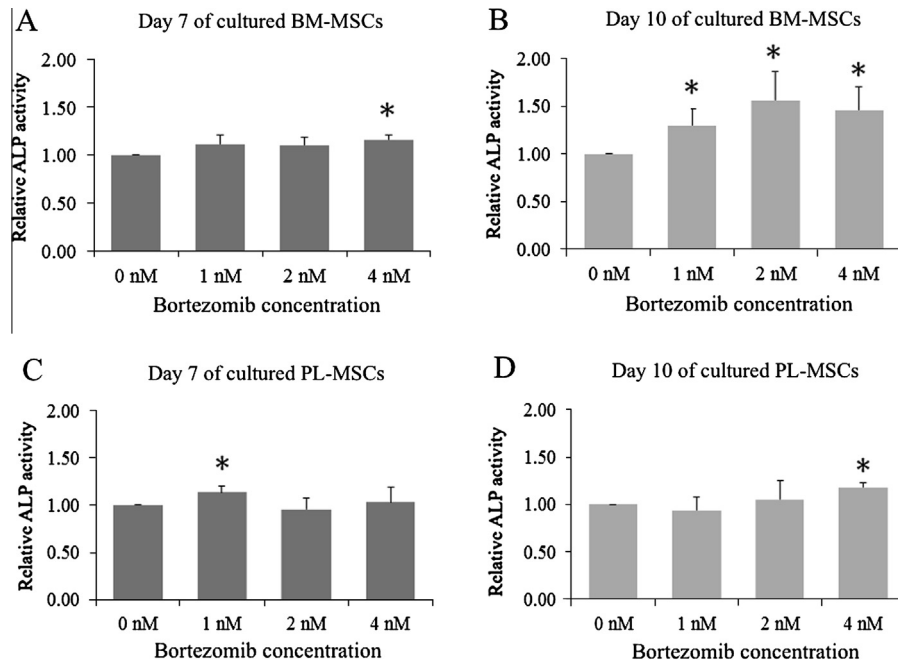 A
Day 7 of cultured BM-MSCs
Relative ALP activity
2.00
1.50
1.00
0.50
0.00
*
0 nM 1 nM 2 nM 4 nM
Bortezomib concentration
B
Day 10 of cultured BM-MSCs
Relative ALP activity
2.00
1.50
1.00
0.50
0.00
* * *
0 nM 1 nM 2 nM 4 nM
Bortezomib concentration
C
Day 7 of cultured PL-MSCs
Relative ALP activity
2.00
1.50
1.00
0.50
0.00
*
0 nM 1 nM 2 nM 4 nM
Bortezomib concentration
D
Day 10 of cultured PL-MSCs
Relative ALP activity
2.00
1.50
1.00
0.50
0.00
*
0 nM 1 nM 2 nM 4 nM
Bortezomib concentration